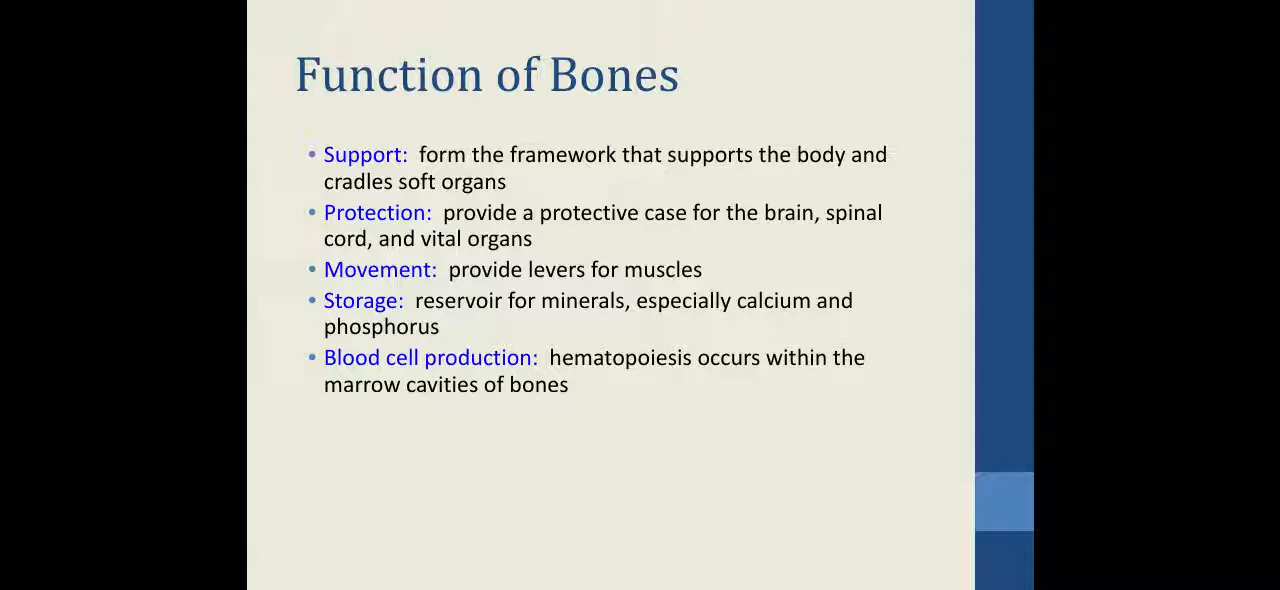 Function of Bones
• Support:  form the framework that supports the body and
cradles soft organs
• Protection:  provide a protective case for the brain, spinal
cord, and vital organs
• Movement:  provide levers for muscles
• Storage:  reservoir for minerals, especially calcium and
phosphorus
• Blood cell production:  hematopoiesis occurs within the
marrow cavities of bones